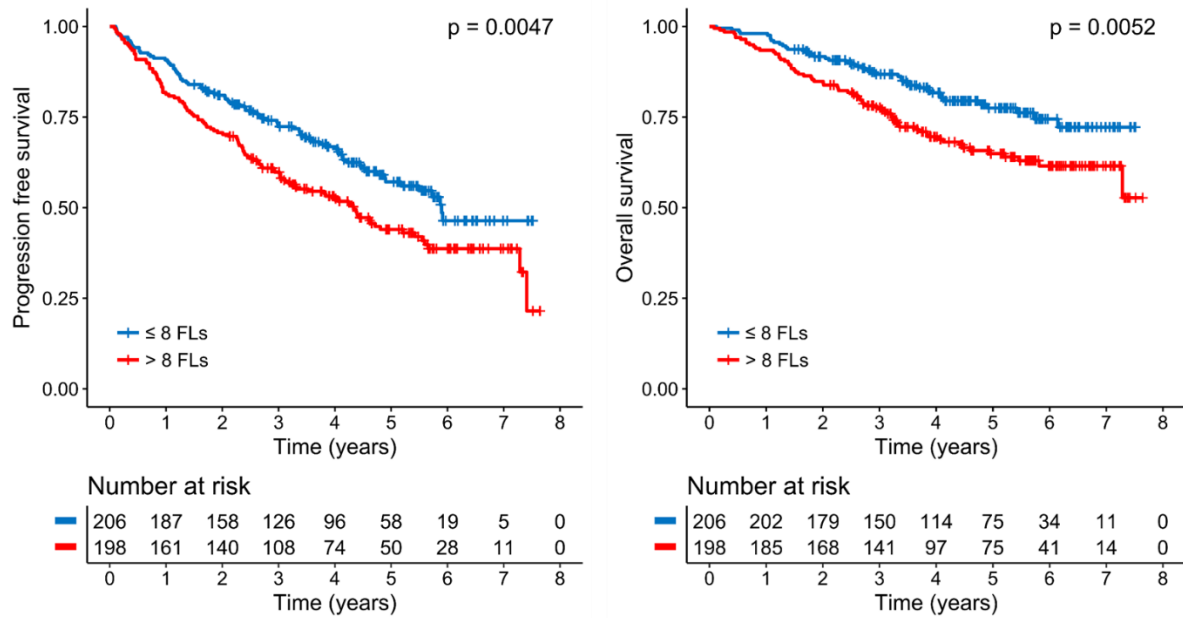 p = 0.0047
Progression free survival
1.00
0.75
0.50
0.25
0.00
≤ 8 FLs
> 8 FLs
0 1 2 3 4 5 6 7 8
Time (years)
Number at risk
206 187 158 126 96 58 19 5 0
198 161 140 108 74 50 28 11 0
0 1 2 3 4 5 6 7 8
Time (years)
p = 0.0052
Overall survival
1.00
0.75
0.50
0.25
0.00
≤ 8 FLs
> 8 FLs
0 1 2 3 4 5 6 7 8
Time (years)
Number at risk
206 202 179 150 114 75 34 11 0
198 185 168 141 97 75 41 14 0
0 1 2 3 4 5 6 7 8
Time (years)